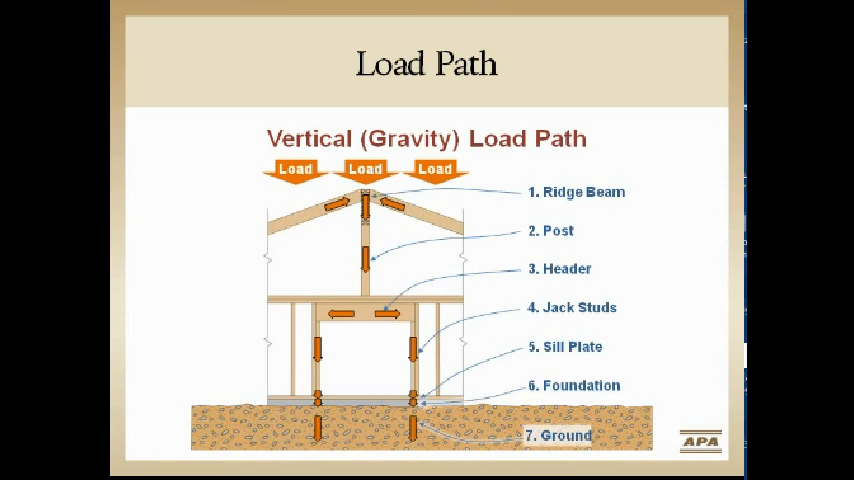 Load Path
Vertical (Gravity) Load Path
Load Load Load
1. Ridge Beam
2. Post
3. Header
4. Jack Studs
5. Sill Plate
6. Foundation
7. Ground
APA